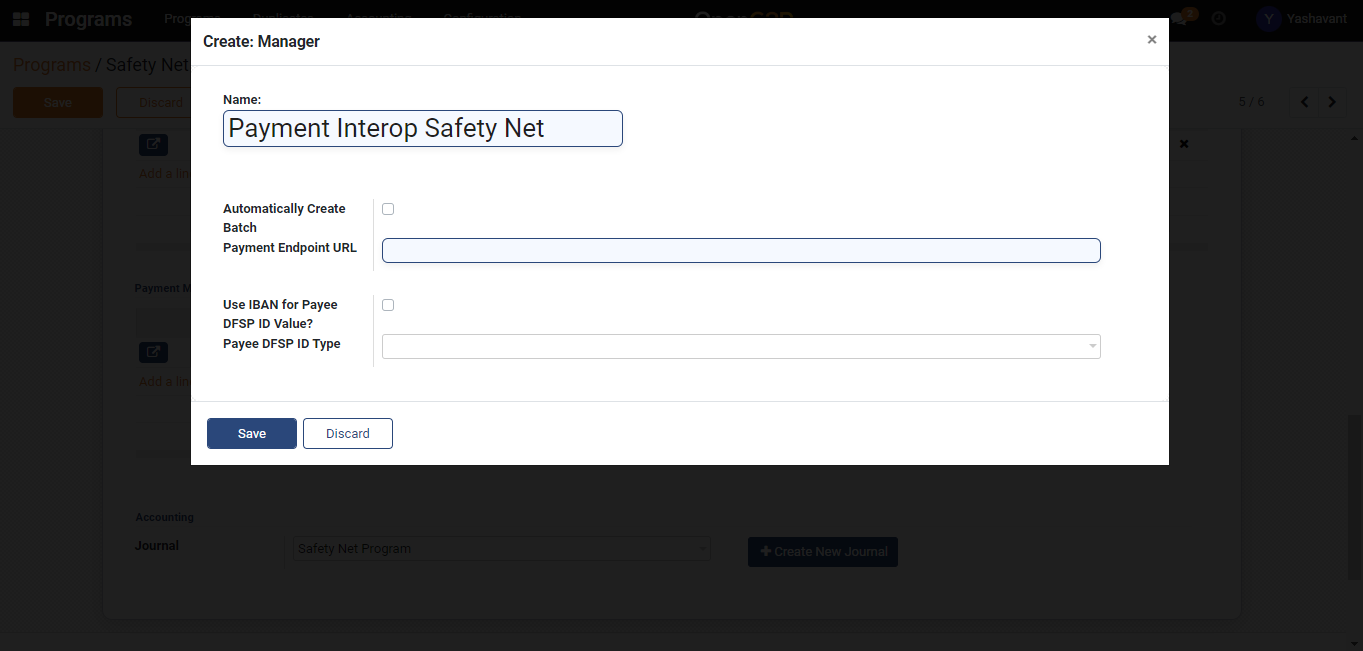 Programs
Create: Manager
×
2
Y Yashavant
Programs / Safety Net
Save
Discard
5 / 6
Name:
Payment Interop Safety Net
Add a
Automatically Create
Batch
Payment Endpoint URL
Payment
Use IBAN for Payee
DFSP ID Value?
Payee DFSP ID Type
Add a
Save
Discard
Accounting
Journal
Safety Net Program
Create New Journal